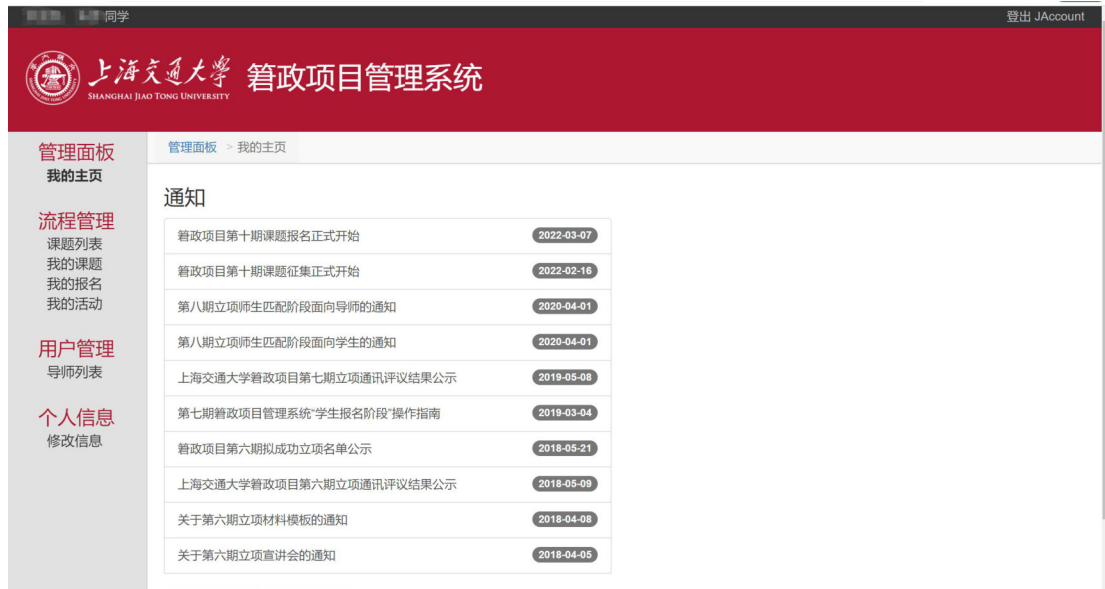 同学
登出 JAccount
上海交通大学
SHANGHAI JIAO TONG UNIVERSITY
箬政项目管理系统
管理面板
我的主页
流程管理
课题列表
我的课题
我的报名
我的活动
用户管理
导师列表
个人信息
修改信息
管理面板 > 我的主页
通知
箬政项目第十期课题报名正式开始 2022-03-07
箬政项目第十期课题征集正式开始 2022-02-16
第八期立项师生匹配阶段面向导师的通知 2020-04-01
第八期立项师生匹配阶段面向学生的通知 2020-04-01
上海交通大学箬政项目第七期立项通讯评议结果公示 2019-05-08
第七期箬政项目管理系统“学生报名阶段”操作指南 2019-03-04
箬政项目第六期拟成功立项名单公示 2018-05-21
上海交通大学箬政项目第六期立项通讯评议结果公示 2018-05-09
关于第六期立项材料模板的通知 2018-04-08
关于第六期立项宣讲会的通知 2018-04-05